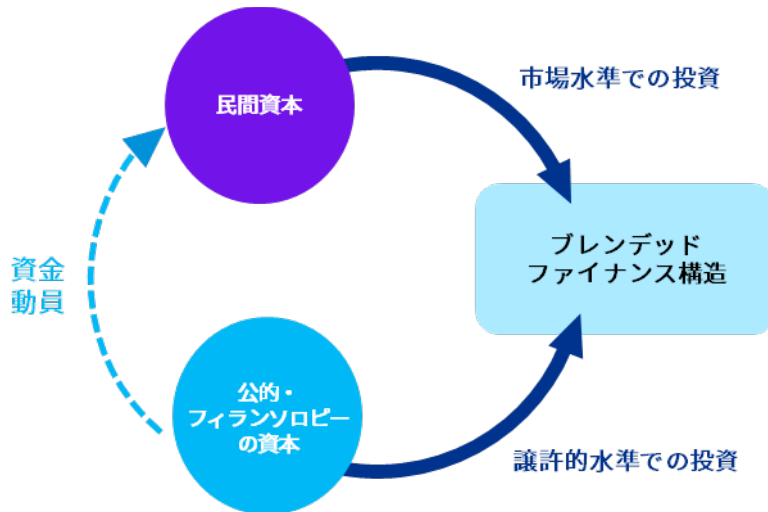 民間資本
市場水準での投資
ブレンデッド
ファイナンス構造
資金
動員
公的・
フィランソロピー
の資本
譲許的水準での投資